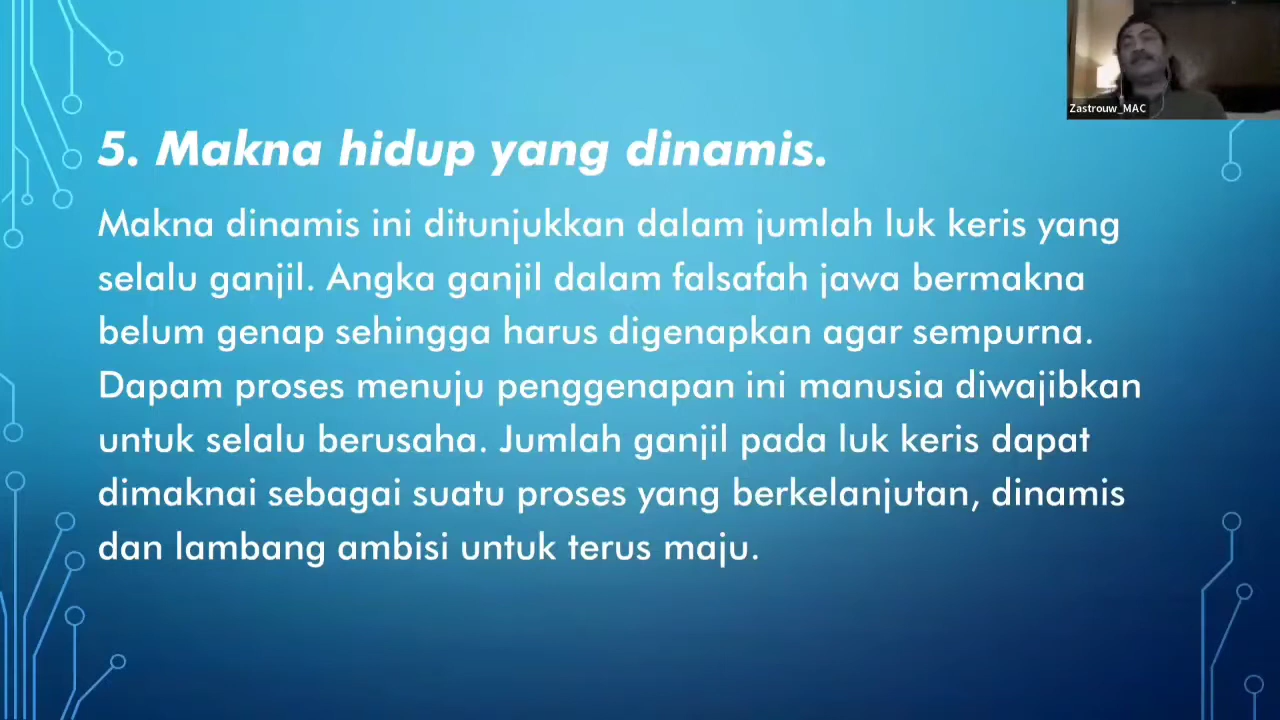 Zastrouw_MAC
5. Makna hidup yang dinamis.
Makna dinamis ini ditunjukkan dalam jumlah luk keris yang
selalu ganjil. Angka ganjil dalam falsafah jawa bermakna
belum genap sehingga harus digenapkan agar sempurna.
Dapam proses menuju penggenapan ini manusia diwajibkan
untuk selalu berusaha. Jumlah ganjil pada luk keris dapat
dimaknai sebagai suatu proses yang berkelanjutan, dinamis
dan lambang ambisi untuk terus maju.